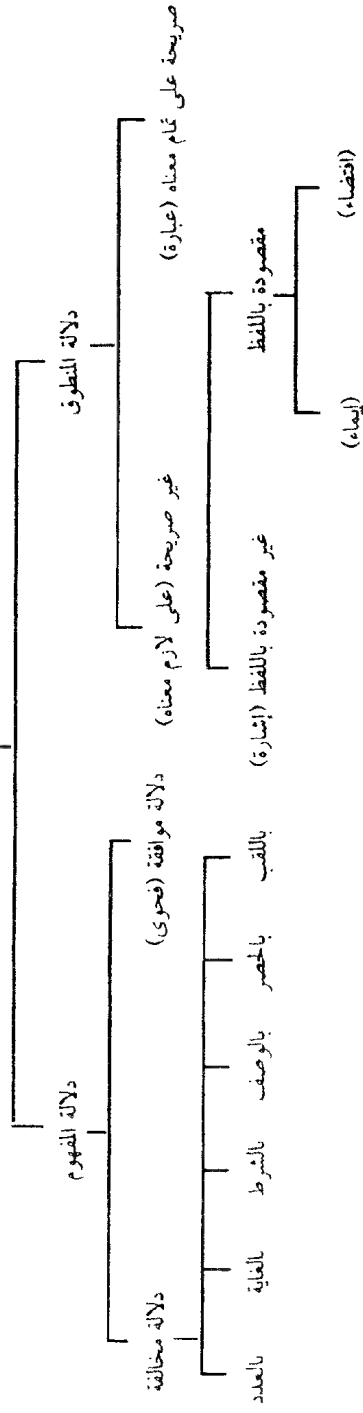 دلالة المنطوق
دلالة المفهوم
صريحة على تمام معناه (عبارة)
غير صريحة (على لازم معناه)
دلالة موافقة (فحوى)
دلالة مخالفة
مقصودة باللفظ
غير مقصودة باللفظ (إشارة)
باللقب
بالحصر
بالوصف
بالشرط
بالغاية
بالعدد
(اقتضاء)
(إيماء)